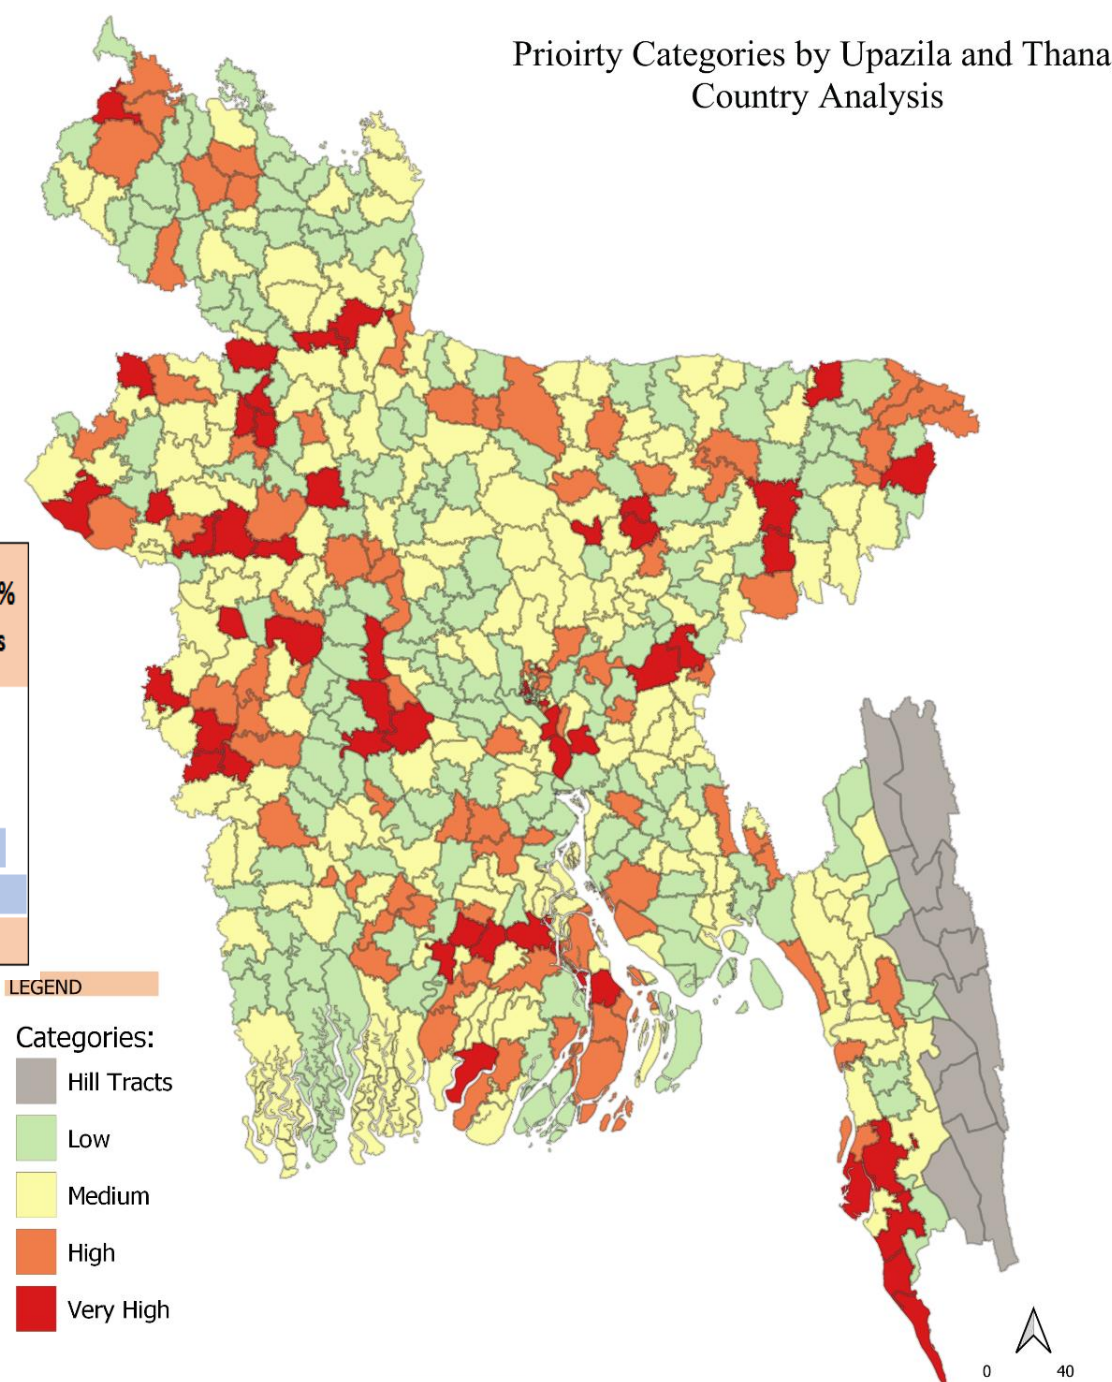 Prioirty Categories by Upazila and Thana
Country Analysis
%
s
LEGEND
Categories:
Hill Tracts
Low
Medium
High
Very High
0 40